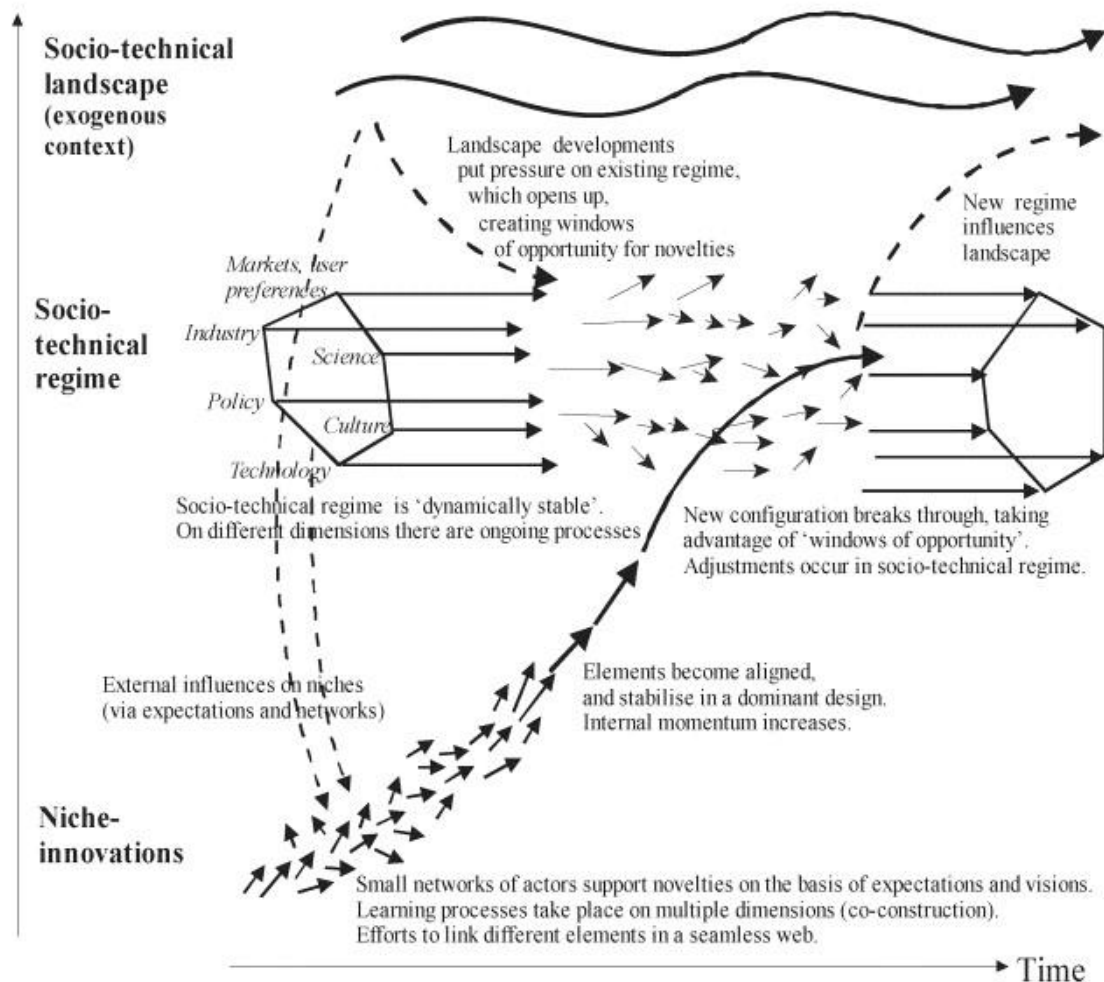 Socio-technical
landscape
(exogenous
context)
Landscape developments
put pressure on existing regime,
which opens up,
creating windows
of opportunity for novelties
New regime
influences
landscape
Markets, user
preferences
Industry
Science
Policy
Culture
Technology
Socio-
technical
regime
Socio-technical regime is ‘dynamically stable’.
On different dimensions there are ongoing processes
New configuration breaks through, taking
advantage of ‘windows of opportunity’.
Adjustments occur in socio-technical regime.
External influences on niches
(via expectations and networks)
Elements become aligned,
and stabilise in a dominant design.
Internal momentum increases.
Niche-
innovations
Small networks of actors support novelties on the basis of expectations and visions.
Learning processes take place on multiple dimensions (co-construction).
Efforts to link different elements in a seamless web.
Time